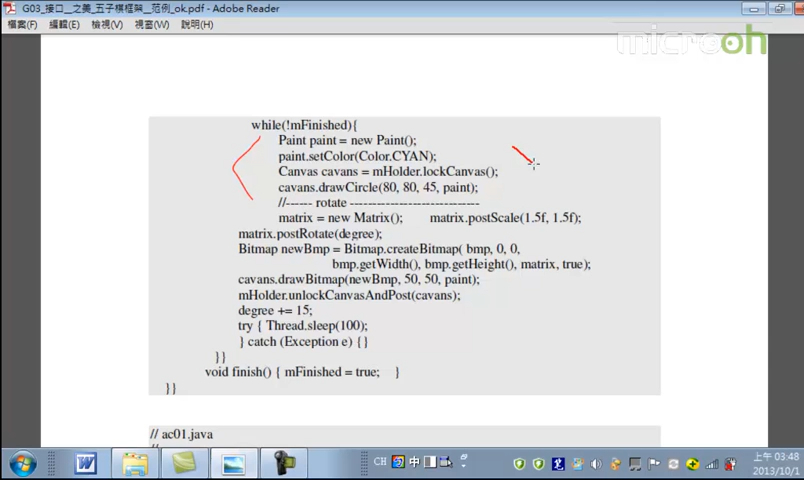 G03_接口__之美_五子棋框架__范例_ok.pdf - Adobe Reader
檔案(F) 編輯(E) 檢視(V) 視窗(W) 說明(H)
microoh
while(!mFinished){
Paint paint = new Paint();
paint.setColor(Color.CYAN);
Canvas cavans = mHolder.lockCanvas();
cavans.drawCircle(80, 80, 45, paint);
//------ rotate -----------------------------
matrix = new Matrix(); matrix.postScale(1.5f, 1.5f);
matrix.postRotate(degree);
Bitmap newBmp = Bitmap.createBitmap( bmp, 0, 0,
bmp.getWidth(), bmp.getHeight(), matrix, true);
cavans.drawBitmap(newBmp, 50, 50, paint);
mHolder.unlockCanvasAndPost(cavans);
degree += 15;
try { Thread.sleep(100);
} catch (Exception e) {}
}}
void finish() { mFinished = true; }
}}
// ac01.java
//
CH 中
上午 03:48
2013/10/1